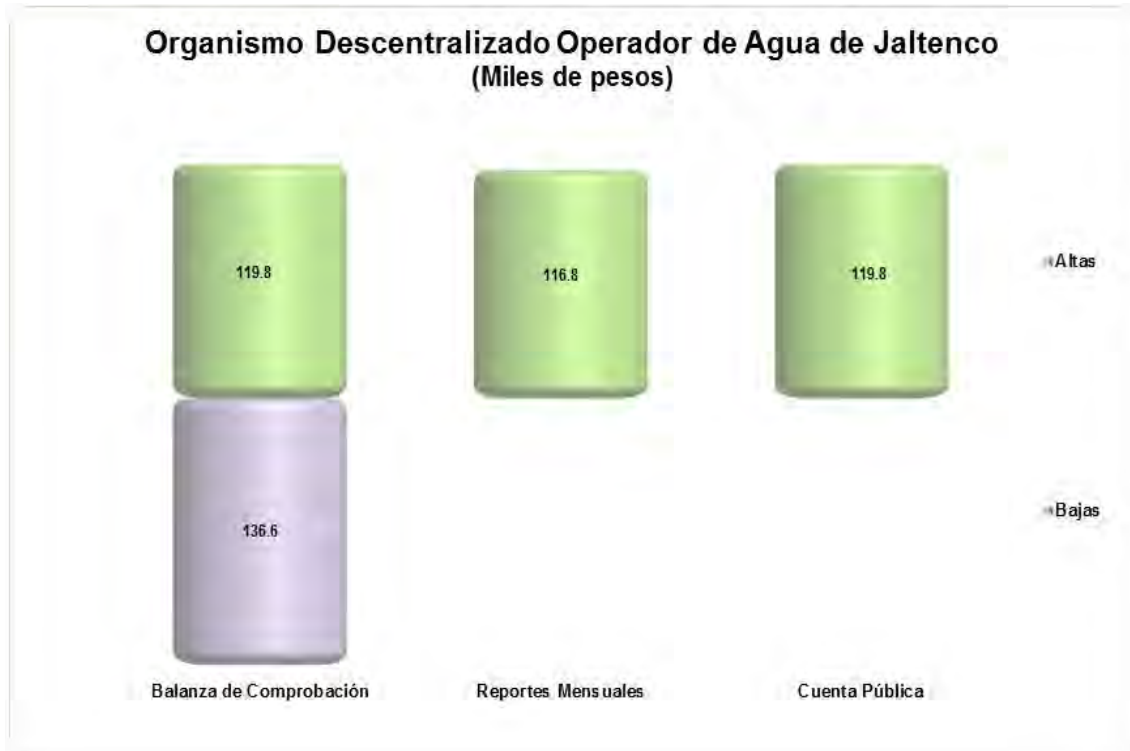 Organismo Descentralizado Operador de Agua de Jaltenco
(Miles de pesos)
119.8
116.8
119.8
Altas
136.6
Bajas
Balanza de Comprobación
Reportes Mensuales
Cuenta Pública